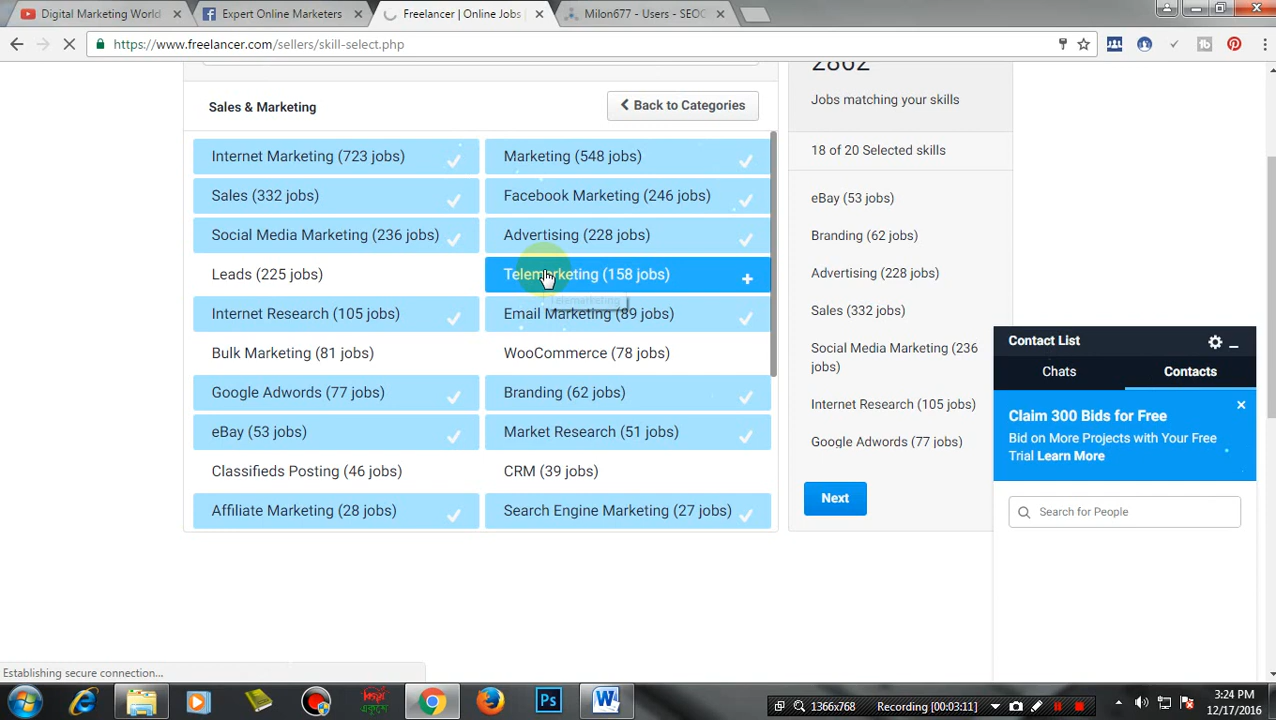 Digital Marketing World
Expert Online Marketers
Freelancer | Online Jobs
Milon677 - Users - SEOC
https://www.freelancer.com/sellers/skill-select.php
Sales & Marketing
Back to Categories
Internet Marketing (723 jobs)
Marketing (548 jobs)
Sales (332 jobs)
Facebook Marketing (246 jobs)
Social Media Marketing (236 jobs)
Advertising (228 jobs)
Leads (225 jobs)
Telemarketing (158 jobs)
Telemarketing
Internet Research (105 jobs)
Email Marketing (89 jobs)
Bulk Marketing (81 jobs)
WooCommerce (78 jobs)
Google Adwords (77 jobs)
Branding (62 jobs)
eBay (53 jobs)
Market Research (51 jobs)
Classifieds Posting (46 jobs)
CRM (39 jobs)
Affiliate Marketing (28 jobs)
Search Engine Marketing (27 jobs)
2862
Jobs matching your skills
18 of 20 Selected skills
eBay (53 jobs)
Branding (62 jobs)
Advertising (228 jobs)
Sales (332 jobs)
Social Media Marketing (236
jobs)
Internet Research (105 jobs)
Google Adwords (77 jobs)
Next
Contact List
Chats
Contacts
Claim 300 Bids for Free
Bid on More Projects with Your Free
Trial Learn More
Search for People
Establishing secure connection...
Ps
1366x768
Recording [00:03:11]
3:24 PM
12/17/2016